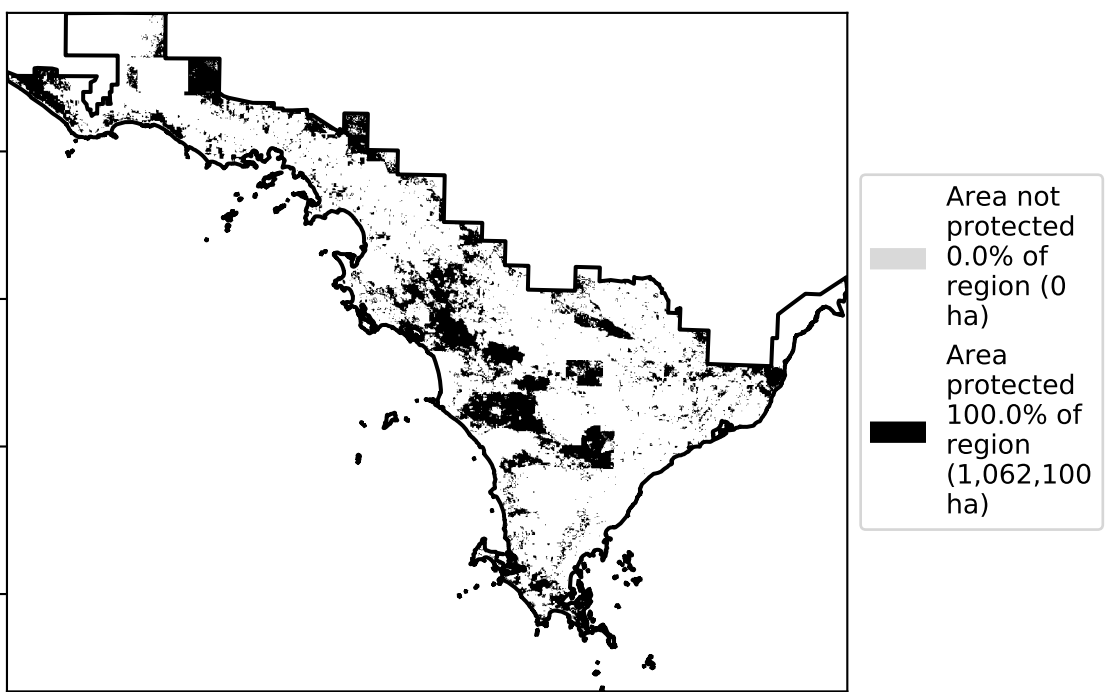 Area not
protected
0.0% of
region (0
ha)
Area
protected
100.0% of
region
(1,062,100
ha)